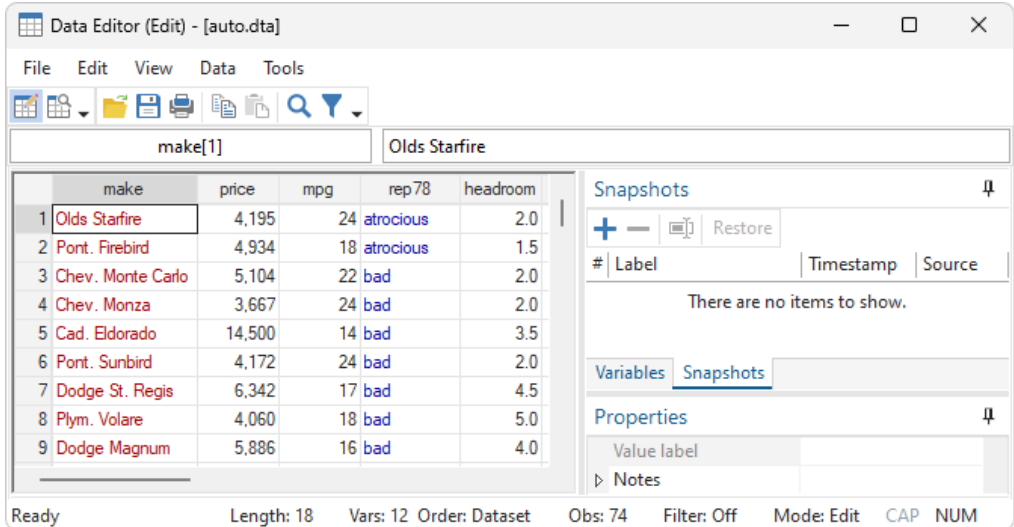 Data Editor (Edit) - [auto.dta]
File Edit View Data Tools
make[1] Olds Starfire
make price mpg rep78 headroom
1 Olds Starfire 4,195 24 atrocious 2.0
2 Pont. Firebird 4,934 18 atrocious 1.5
3 Chev. Monte Carlo 5,104 22 bad 2.0
4 Chev. Monza 3,667 24 bad 2.0
5 Cad. Eldorado 14,500 14 bad 3.5
6 Pont. Sunbird 4,172 24 bad 2.0
7 Dodge St. Regis 6,342 17 bad 4.5
8 Plym. Volare 4,060 18 bad 5.0
9 Dodge Magnum 5,886 16 bad 4.0
Snapshots
Restore
# Label Timestamp Source
There are no items to show.
Variables Snapshots
Properties
Value label
Notes
Ready Length: 18 Vars: 12 Order: Dataset Obs: 74 Filter: Off Mode: Edit CAP NUM